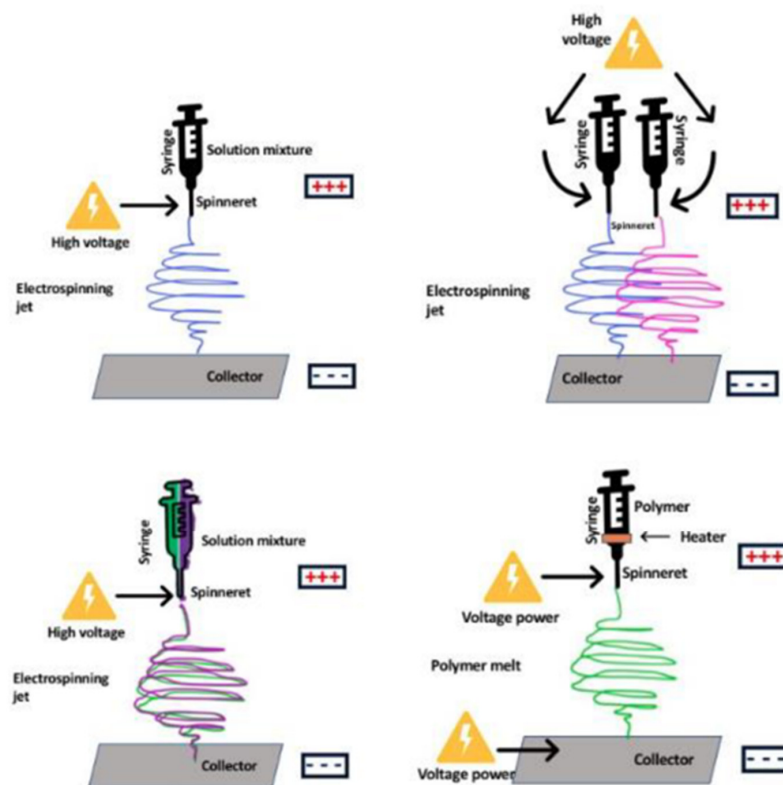 Syringe
Solution mixture
+++
Spinneret
High voltage
Electrospinning
jet
Collector
- - -
High
voltage
Syringe
Syringe
+++
Spinneret
Electrospinning
jet
Collector
- - -
Syringe
Solution mixture
+++
Spinneret
High voltage
Electrospinning
jet
Collector
- - -
Syringe
Polymer
Heater
+++
Spinneret
Voltage power
Polymer melt
Collector
- - -
Voltage power